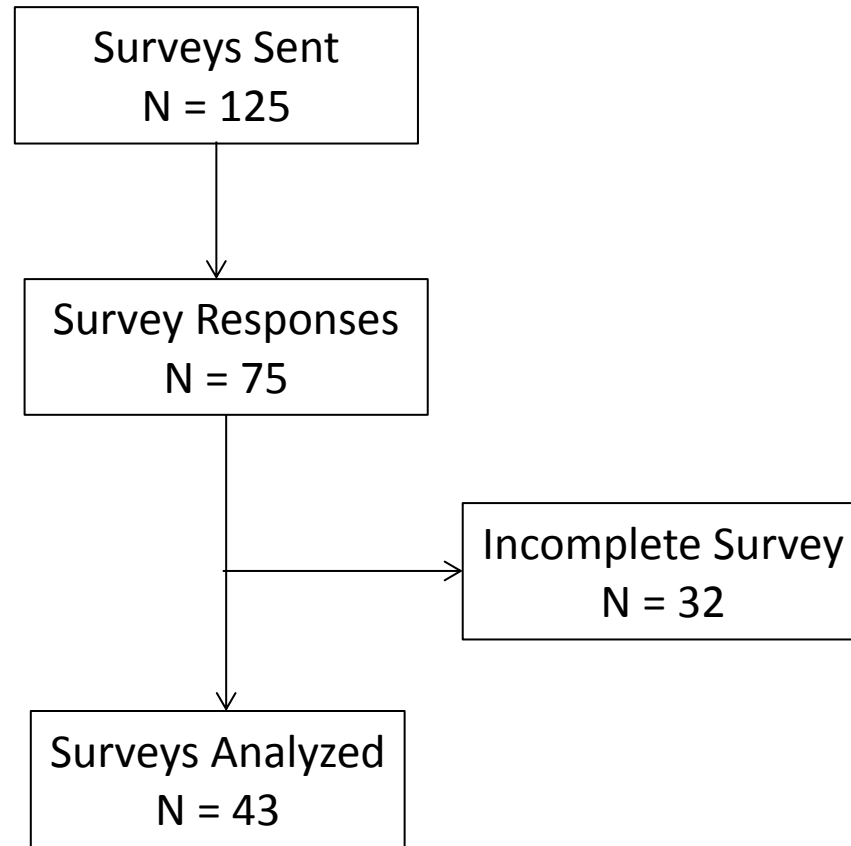 Surveys Sent
N = 125
Survey Responses
N = 75
Incomplete Survey
N = 32
Surveys Analyzed
N = 43